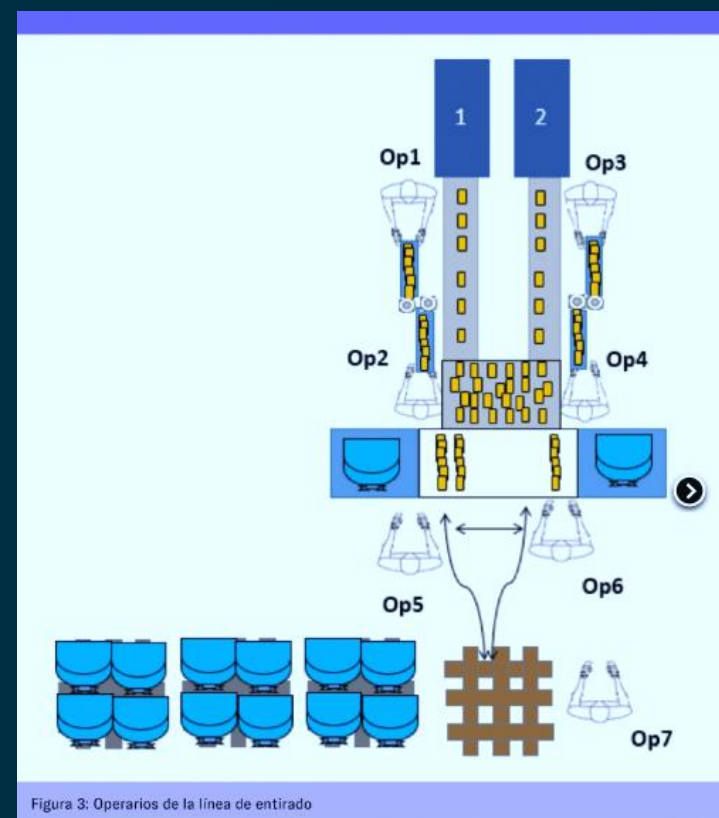 1 2
Op1 Op3
Op2 Op4
Op5 Op6
Op7
Figura 3: Operarios de la línea de entirado